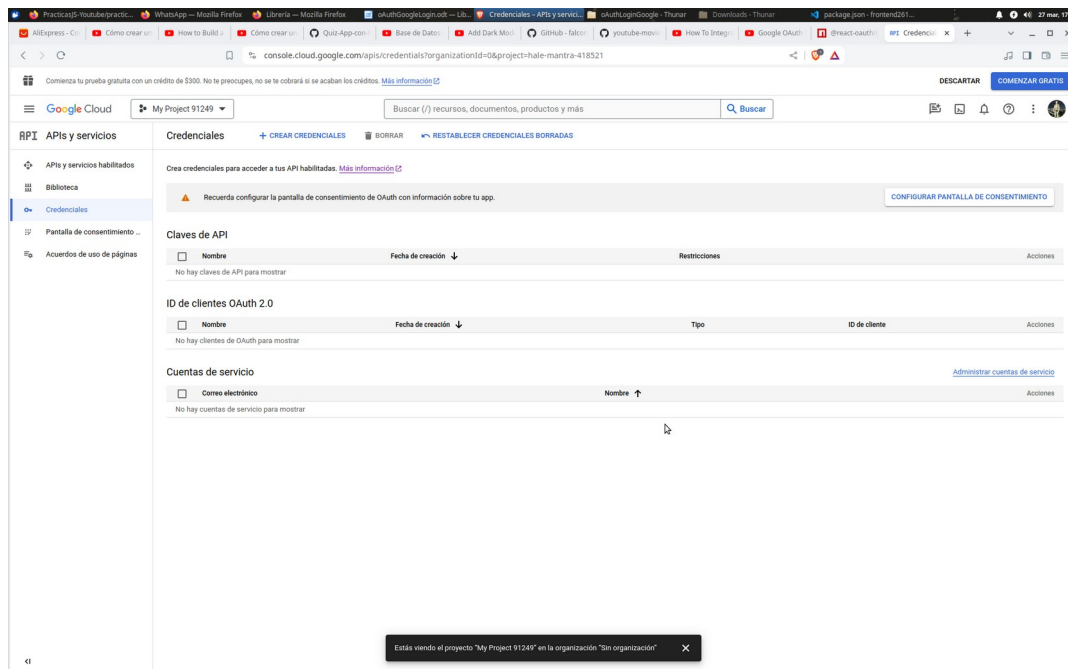 PracticasJS-Youtube/practic... WhatsApp — Mozilla Firefox Librería — Mozilla Firefox oAuthGoogleLogin.odt — Lib... Credenciales – APIs y servici... oAuthLoginGoogle - Thunar Downloads - Thunar package.json - frontend261... 27 mar, 17
AliExpress - Co Cómo crear un How to Build a Cómo crear un Quiz-App-con- Base de Datos Add Dark Mod GitHub - falcon youtube-movie How To Integr Google OAuth @react-oauth Credencial
console.cloud.google.com/apis/credentials?organizationId=0&project=hale-mantra-418521
Comienza tu prueba gratuita con un crédito de $300. No te preocupes, no se te cobrará si se acaban los créditos. Más información DESCARTAR COMENZAR GRATIS
Google Cloud My Project 91249 Buscar (/) recursos, documentos, productos y más Buscar
API APIs y servicios Credenciales + CREAR CREDENCIALES BORRAR RESTABLECER CREDENCIALES BORRADAS
APIs y servicios habilitados
Biblioteca
Credenciales
Pantalla de consentimiento ...
Acuerdos de uso de páginas
Crea credenciales para acceder a tus API habilitadas. Más información
Recuerda configurar la pantalla de consentimiento de OAuth con información sobre tu app. CONFIGURAR PANTALLA DE CONSENTIMIENTO
Claves de API
Nombre Fecha de creación Restricciones Acciones
No hay claves de API para mostrar
ID de clientes OAuth 2.0
Nombre Fecha de creación Tipo ID de cliente Acciones
No hay clientes de OAuth para mostrar
Cuentas de servicio Administrar cuentas de servicio
Correo electrónico Nombre Acciones
No hay cuentas de servicio para mostrar
Estás viendo el proyecto "My Project 91249" en la organización "Sin organización"